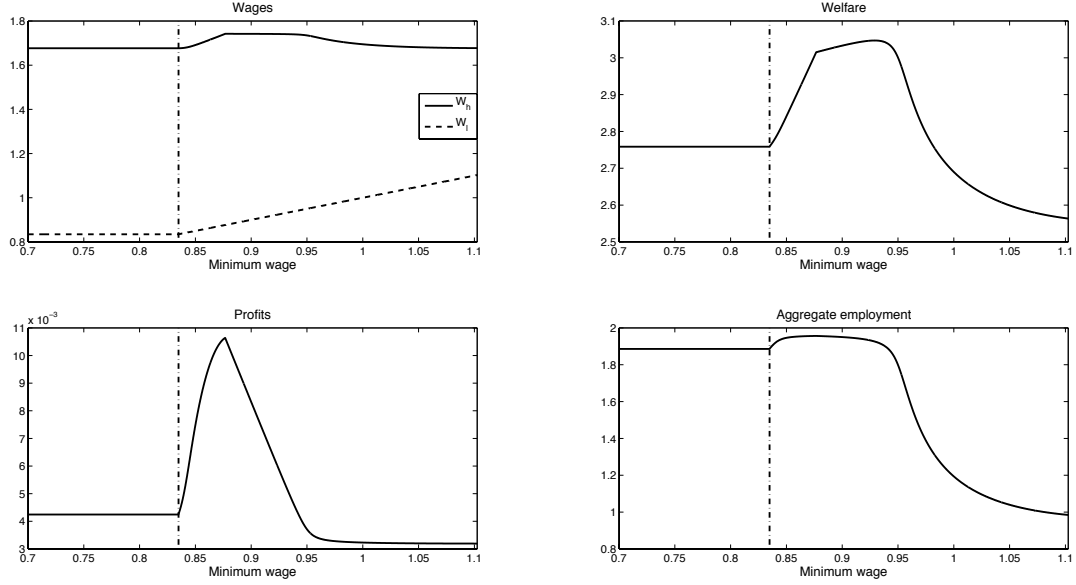 Wages
1.8
1.6
1.4
1.2
1
0.8
0.7 0.75 0.8 0.85 0.9 0.95 1 1.05 1.1
Minimum wage
W_h
W_l
Welfare
3.1
3
2.9
2.8
2.7
2.6
2.5
0.7 0.75 0.8 0.85 0.9 0.95 1 1.05 1.1
Minimum wage
Profits
x 10⁻³
11
10
9
8
7
6
5
4
3
0.7 0.75 0.8 0.85 0.9 0.95 1 1.05 1.1
Minimum wage
Aggregate employment
2
1.8
1.6
1.4
1.2
1
0.8
0.7 0.75 0.8 0.85 0.9 0.95 1 1.05 1.1
Minimum wage